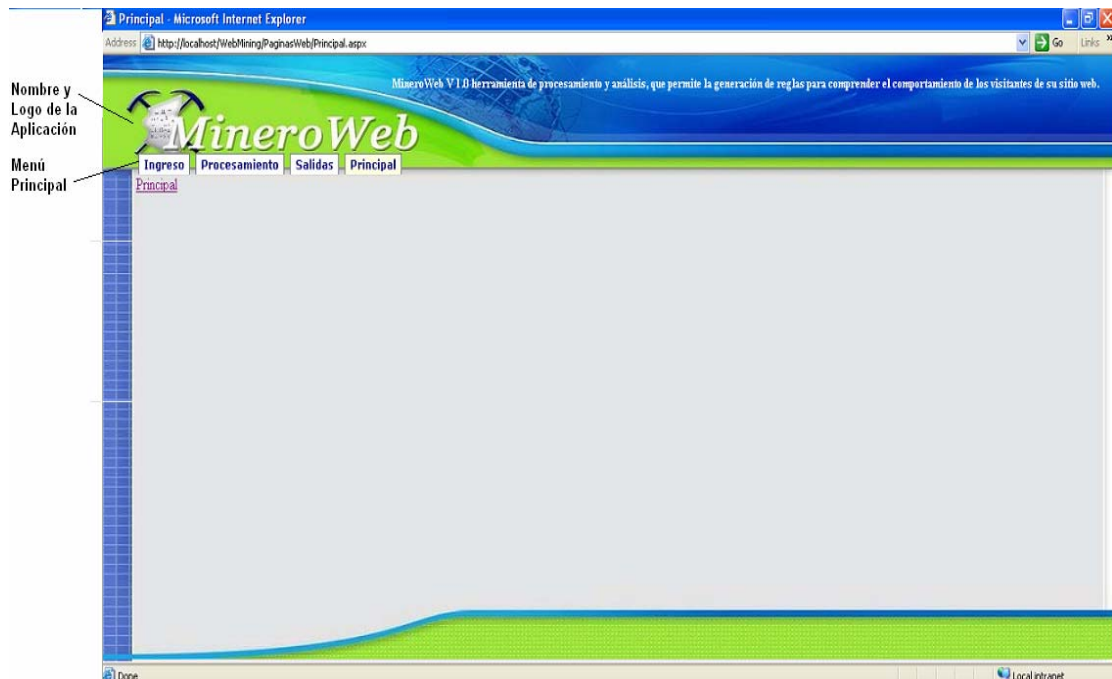 Principal - Microsoft Internet Explorer
Address http://localhost/WebMining/PaginasWeb/Principal.aspx Go Links »
Nombre y
Logo de la
Aplicación
MineroWeb V 1.0 herramienta de procesamiento y análisis, que permite la generación de reglas para comprender el comportamiento de los visitantes de su sitio web.
MineroWeb
Menú
Principal
Ingreso Procesamiento Salidas Principal
Principal
Done Local intranet